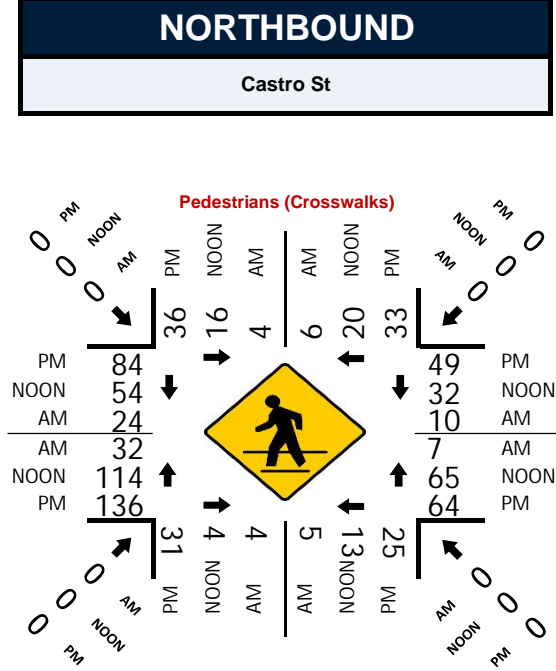 NORTHBOUND
Castro St
Pedestrians (Crosswalks)
PM NOON AM
0 0 0
PM NOON AM
36 16 4
AM NOON PM
6 20 33
PM NOON AM
0 0 0
PM 84
NOON 54
AM 24
AM 32
NOON 114
PM 136
49 PM
32 NOON
10 AM
7 AM
65 NOON
64 PM
31 4 4
PM NOON AM
5 13 25
AM NOON PM
0 0 0
AM NOON PM
0 0 0
AM NOON PM